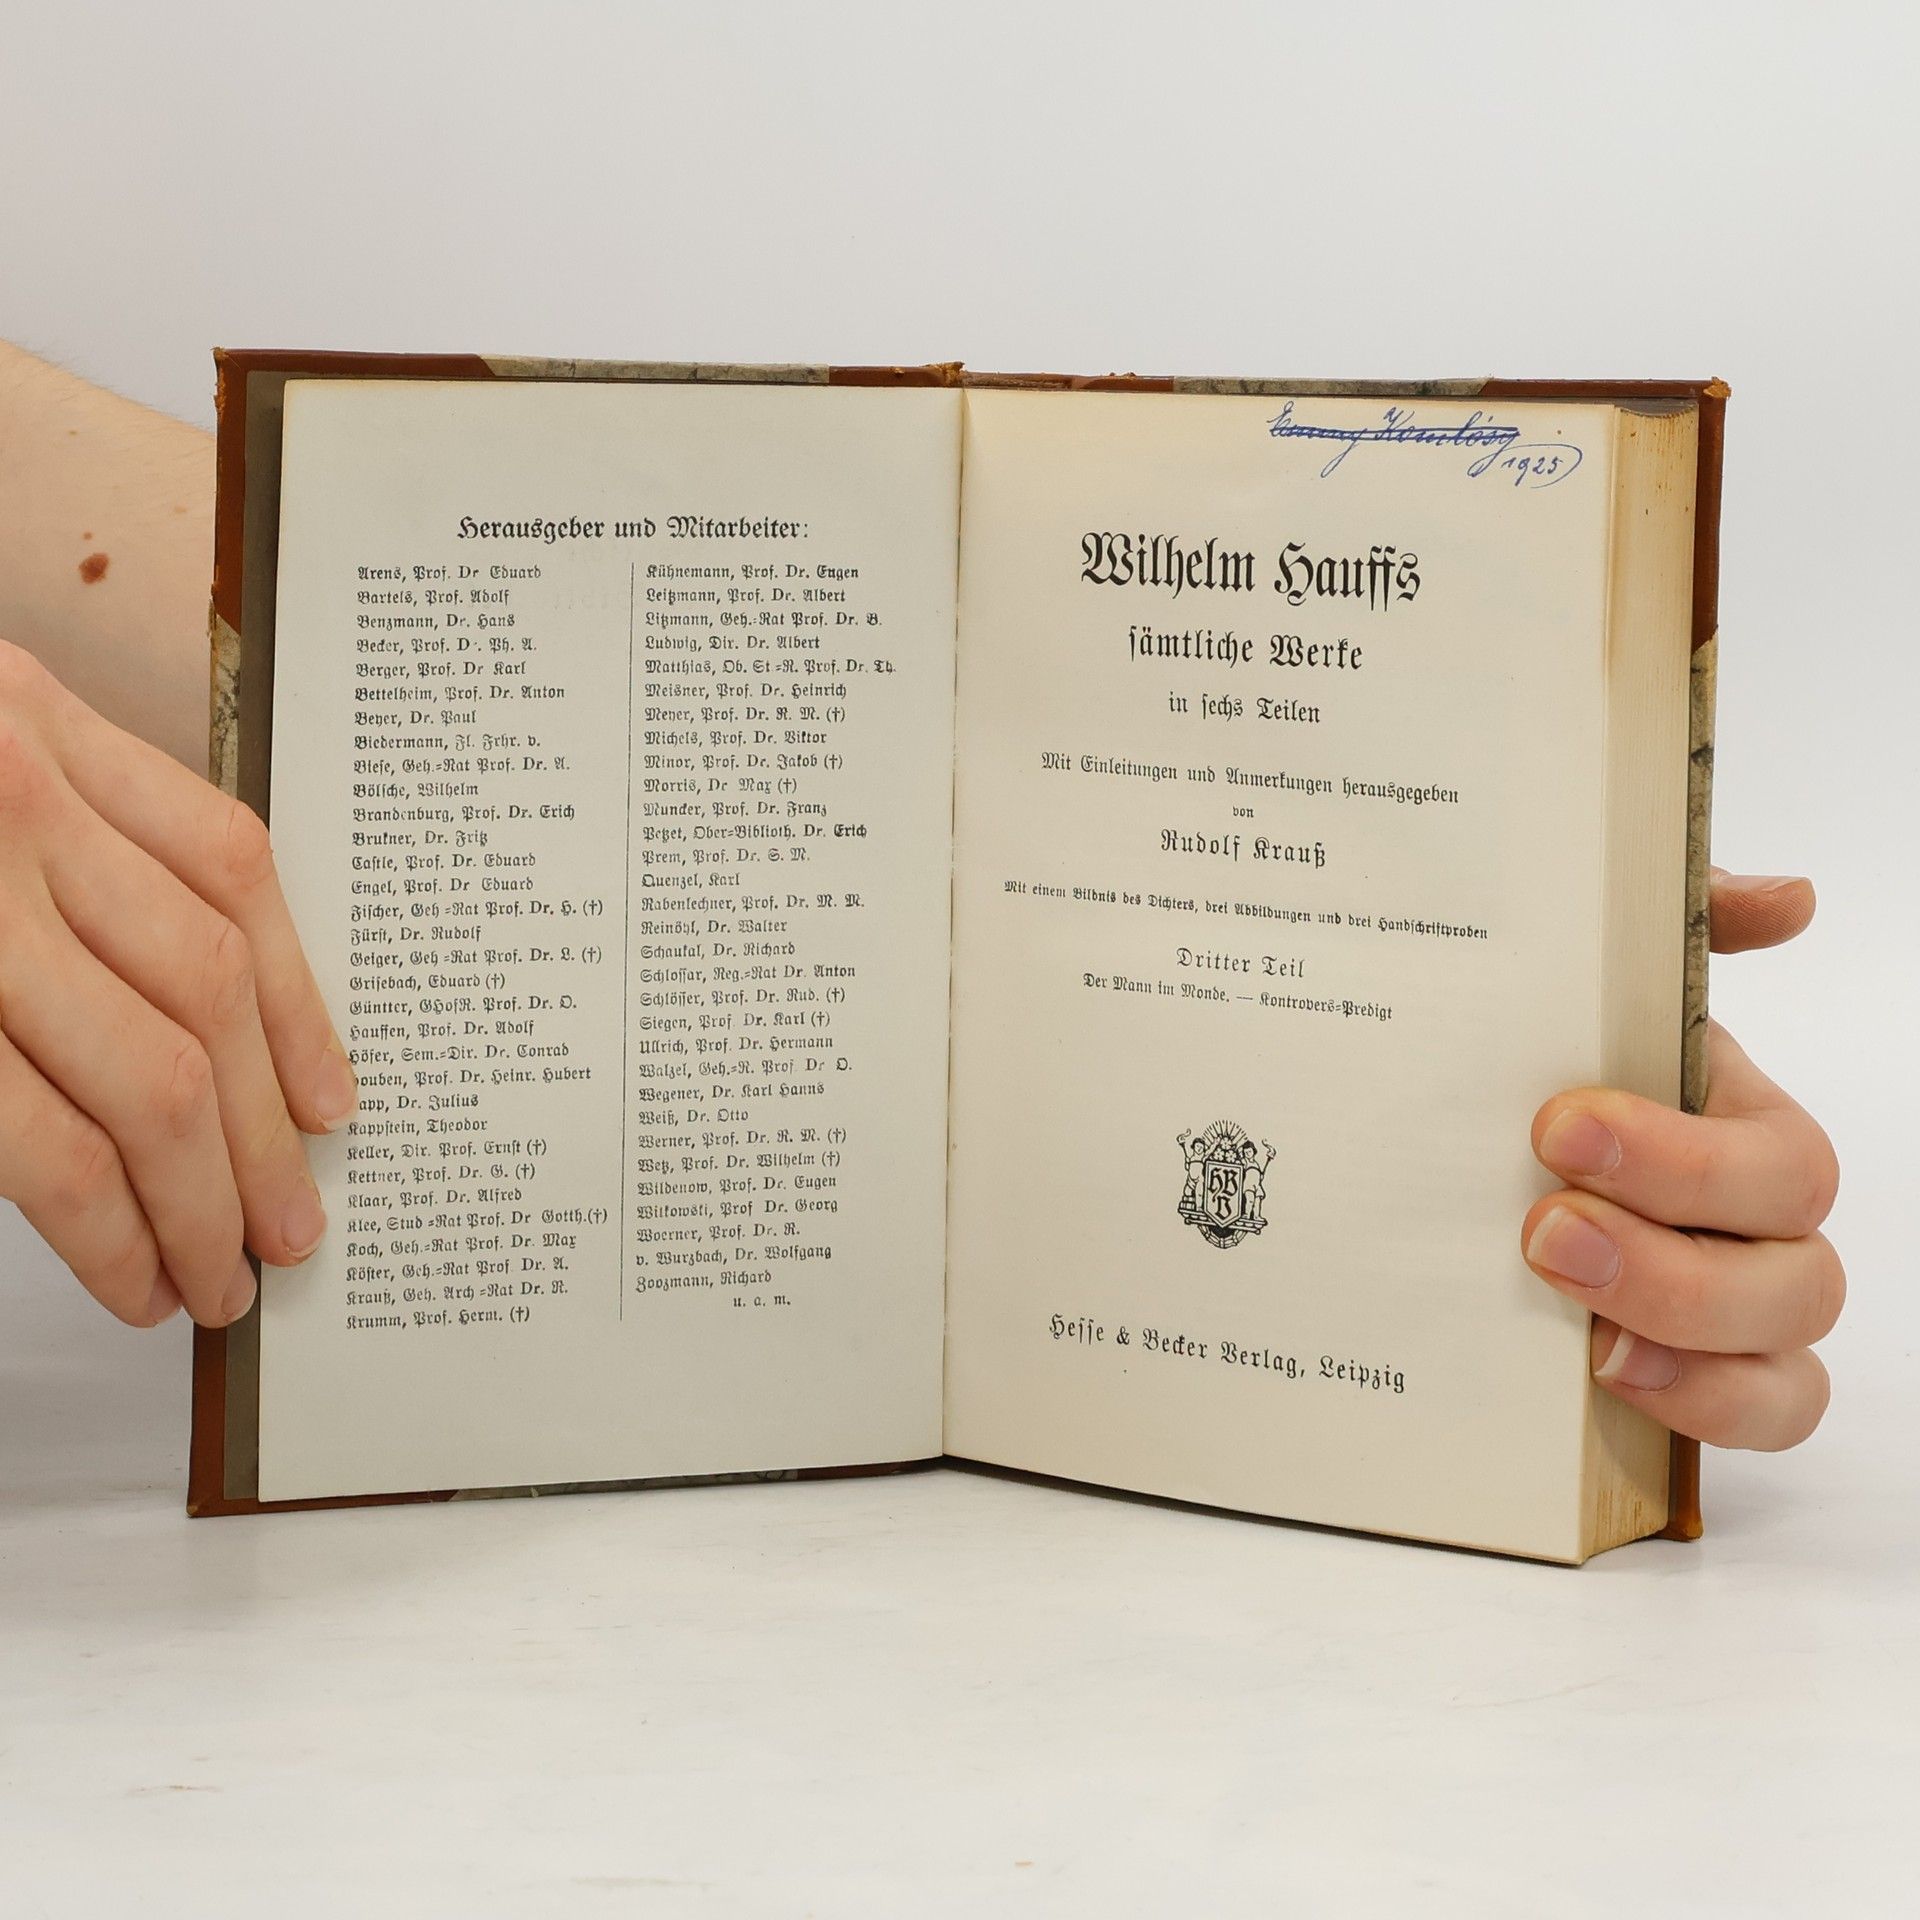 Herausgeber und Mitarbeiter:
Arens, Prof. Dr Eduard
Bartels, Prof. Adolf
Benzmann, Dr. Hans
Becker, Prof. D. Ph. A.
Berger, Prof. Dr Karl
Bettelheim, Prof. Dr. Anton
Beyer, Dr. Paul
Biedermann, Fl. Frhr. v.
Biese, Geh.=Rat Prof. Dr. A.
Bölsche, Wilhelm
Brandenburg, Prof. Dr. Erich
Brukner, Dr. Fritz
Castle, Prof. Dr. Eduard
Engel, Prof. Dr Eduard
Fischer, Geh =Rat Prof. Dr. H. (†)
Fürst, Dr. Rudolf
Geiger, Geh =Rat Prof. Dr. L. (†)
Grisebach, Eduard (†)
Güntter, GHofR. Prof. Dr. O.
Hauffen, Prof. Dr. Adolf
Höfer, Sem.=Dir. Dr. Conrad
houben, Prof. Dr. Heinr. Hubert
app, Dr. Julius
Kappstein, Theodor
Keller, Dir. Prof. Ernst (†)
Kettner, Prof. Dr. G. (†)
Klaar, Prof. Dr. Alfred
Klee, Stud =Rat Prof. Dr Gotth.(†)
Koch, Geh.=Rat Prof. Dr. Max
Köster, Geh.=Rat Prof Dr. A.
Krauß, Geh. Arch =Rat Dr. R.
Krumm, Prof. Herm. (†)
Kühnemann, Prof. Dr. Eugen
Leitzmann, Prof. Dr. Albert
Litzmann, Geh.=Rat Prof. Dr. B.
Ludwig, Dir. Dr. Albert
Matthias, Ob. St =R. Prof. Dr. Th.
Meisner, Prof. Dr. Heinrich
Meyer, Prof. Dr. R. M. (†)
Michels, Prof. Dr. Viktor
Minor, Prof. Dr. Jakob (†)
Morris, Dr Max (†)
Muncker, Prof. Dr. Franz
Petzet, Ober=Biblioth. Dr. Erich
Prem, Prof. Dr. S. M.
Quenzel, Karl
Rabenlechner, Prof. Dr. M. M.
Reinöhl, Dr. Walter
Schaukal, Dr. Richard
Schlossar, Reg.=Rat Dr. Anton
Schlösser, Prof. Dr. Rud. (†)
Siegen, Prof Dr. Karl (†)
Ullrich, Prof. Dr. Hermann
Walzel, Geh.=R. Prof Dr O.
Wegener, Dr. Karl Hanns
Weiß, Dr. Otto
Werner, Prof. Dr. R. M. (†)
Wetz, Prof. Dr. Wilhelm (†)
Wildenow, Prof. Dr. Eugen
Witkowski, Prof Dr. Georg
Woerner, Prof. Dr. R.
v. Wurzbach, Dr. Wolfgang
Zoozmann, Richard
u. a. m.
Emmy Komlósy
1925
Wilhelm Hauffs
sämtliche Werke
in sechs Teilen
Mit Einleitungen und Anmerkungen herausgegeben
von
Rudolf Krauß
Mit einem Bildnis des Dichters, drei Abbildungen und drei Handschriftproben
Dritter Teil
Der Mann im Monde. — Kontrovers=Predigt
HB
V
Hesse & Becker Verlag, Leipzig